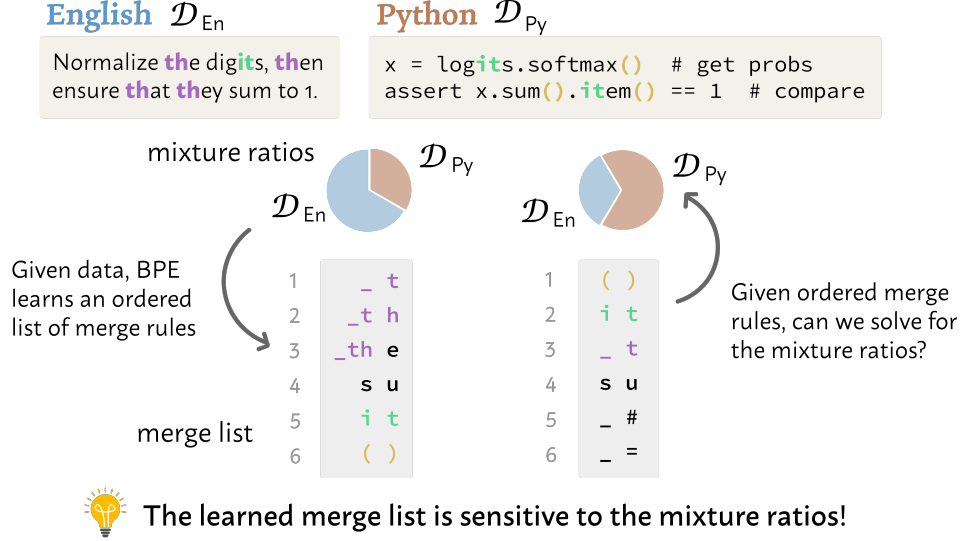 English 𝒟En
Python 𝒟Py
Normalize the digits, then
ensure that they sum to 1.
x = logits.softmax()  # get probs
assert x.sum().item() == 1  # compare
mixture ratios
𝒟Py
𝒟En
𝒟Py
𝒟En
Given data, BPE
learns an ordered
list of merge rules
1 _ t
2 _t h
3 _th e
4 s u
5 i t
6 ( )
merge list
1 ( )
2 i t
3 _ t
4 s u
5 _ #
6 _ =
Given ordered merge
rules, can we solve for
the mixture ratios?
The learned merge list is sensitive to the mixture ratios!